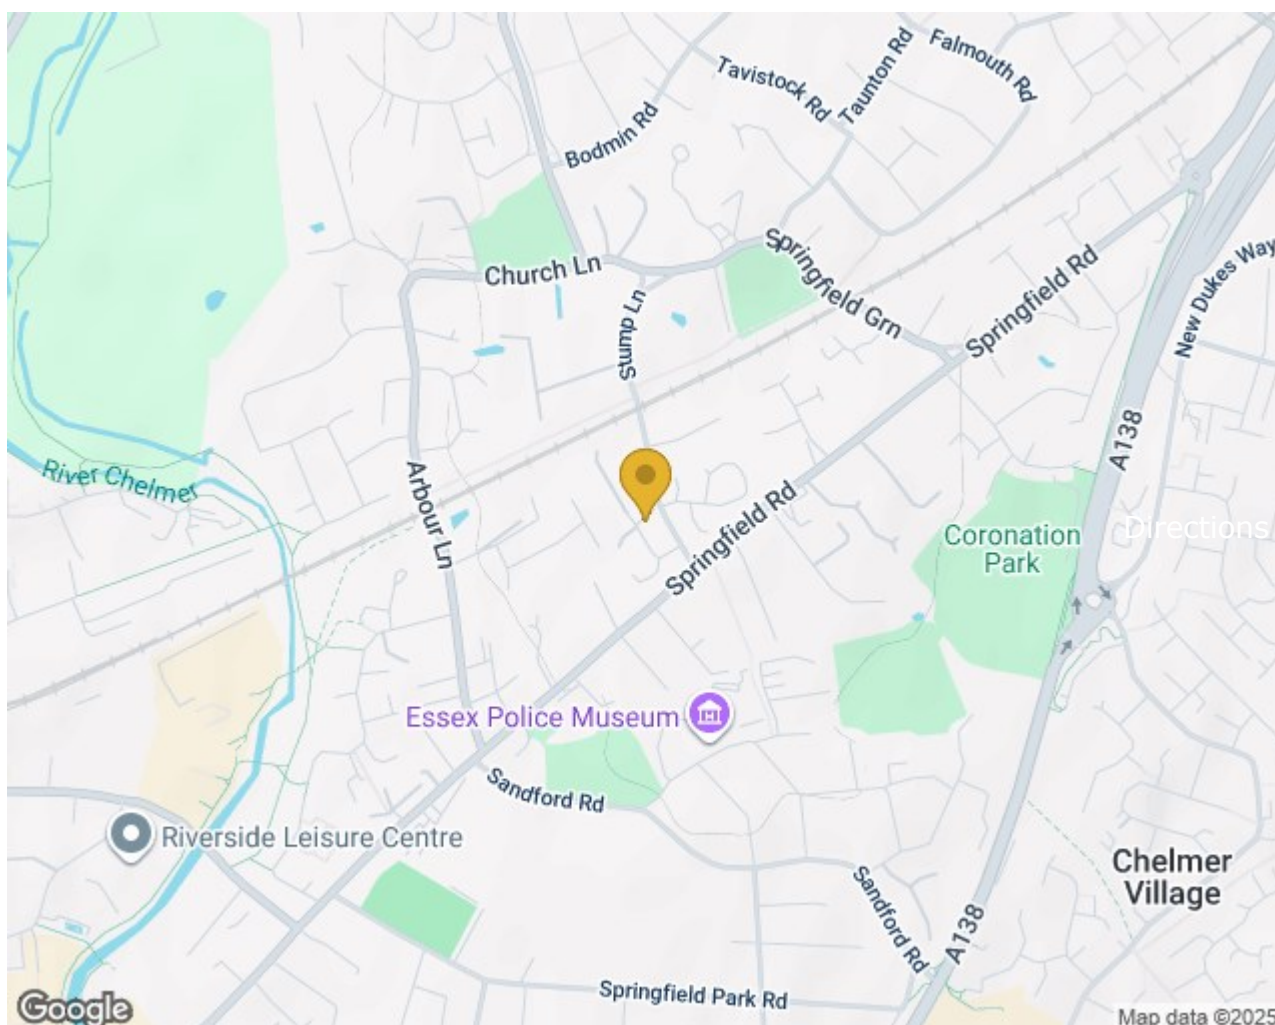 Falmouth Rd
Taunton Rd
Tavistock Rd
Bodmin Rd
Springfield Grn
Church Ln
Springfield Rd
New Dukes Way
Stump Ln
A138
River Chelmer
Arbour Ln
Springfield Rd
Directions
Coronation
Park
Essex Police Museum
Sandford Rd
Riverside Leisure Centre
Chelmer
Village
Sandford Rd
A138
Springfield Park Rd
Google
Map data ©2025